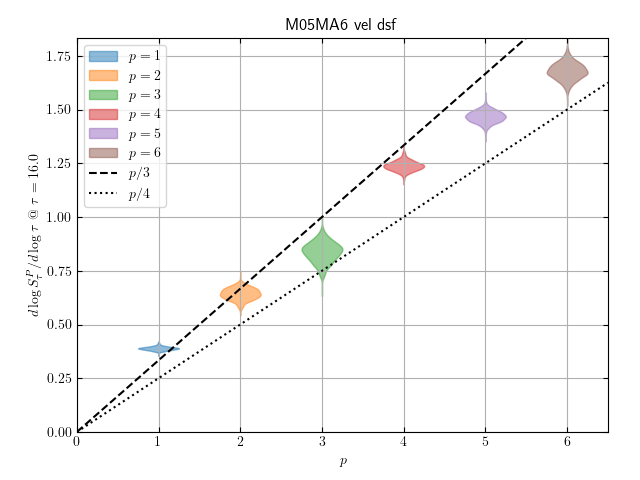 M05MA6 vel dsf
d log S_τ^P / d log τ @ τ = 16.0
1.75
1.50
1.25
1.00
0.75
0.50
0.25
0.00
p = 1
p = 2
p = 3
p = 4
p = 5
p = 6
p/3
p/4
0 1 2 3 4 5 6
p